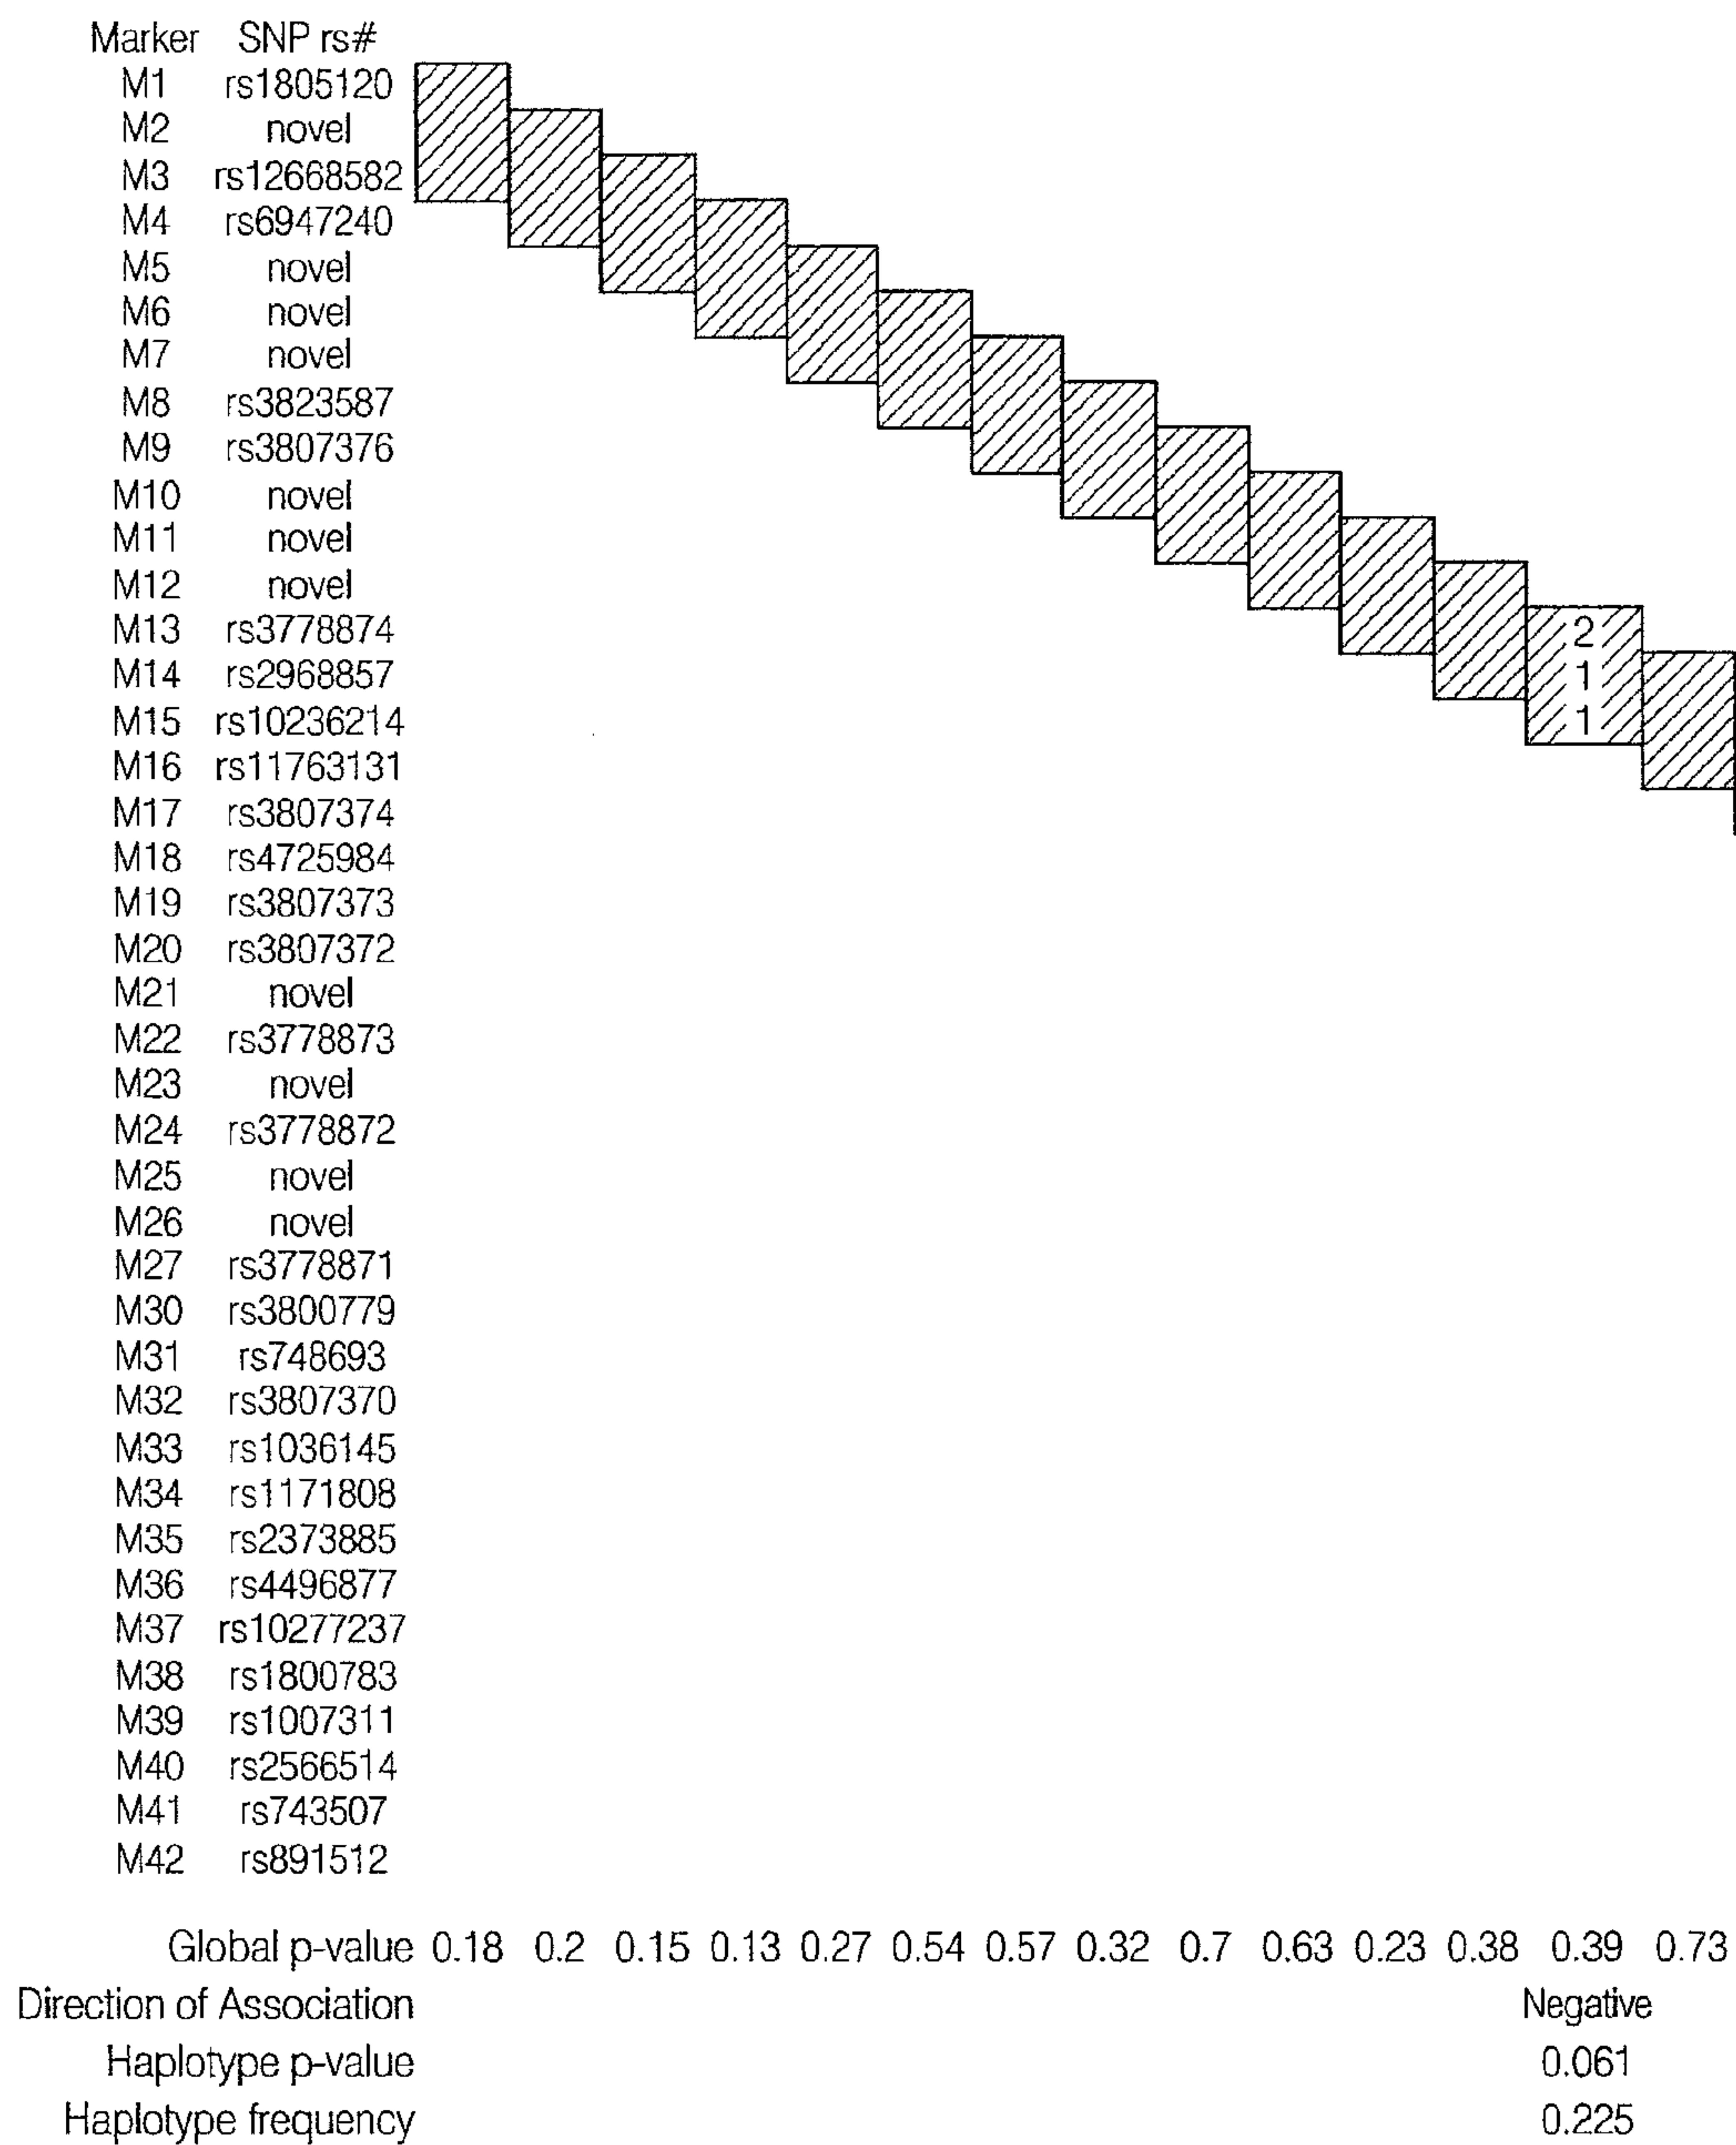 Marker SNP rs#
M1 rs1805120
M2 novel
M3 rs12668582
M4 rs6947240
M5 novel
M6 novel
M7 novel
M8 rs3823587
M9 rs3807376
M10 novel
M11 novel
M12 novel
M13 rs3778874 2
M14 rs2968857 1
M15 rs10236214 1
M16 rs11763131
M17 rs3807374
M18 rs4725984
M19 rs3807373
M20 rs3807372
M21 novel
M22 rs3778873
M23 novel
M24 rs3778872
M25 novel
M26 novel
M27 rs3778871
M30 rs3800779
M31 rs748693
M32 rs3807370
M33 rs1036145
M34 rs1171808
M35 rs2373885
M36 rs4496877
M37 rs10277237
M38 rs1800783
M39 rs1007311
M40 rs2566514
M41 rs743507
M42 rs891512
Global p-value 0.18 0.2 0.15 0.13 0.27 0.54 0.57 0.32 0.7 0.63 0.23 0.38 0.39 0.73
Direction of Association Negative
Haplotype p-value 0.061
Haplotype frequency 0.225